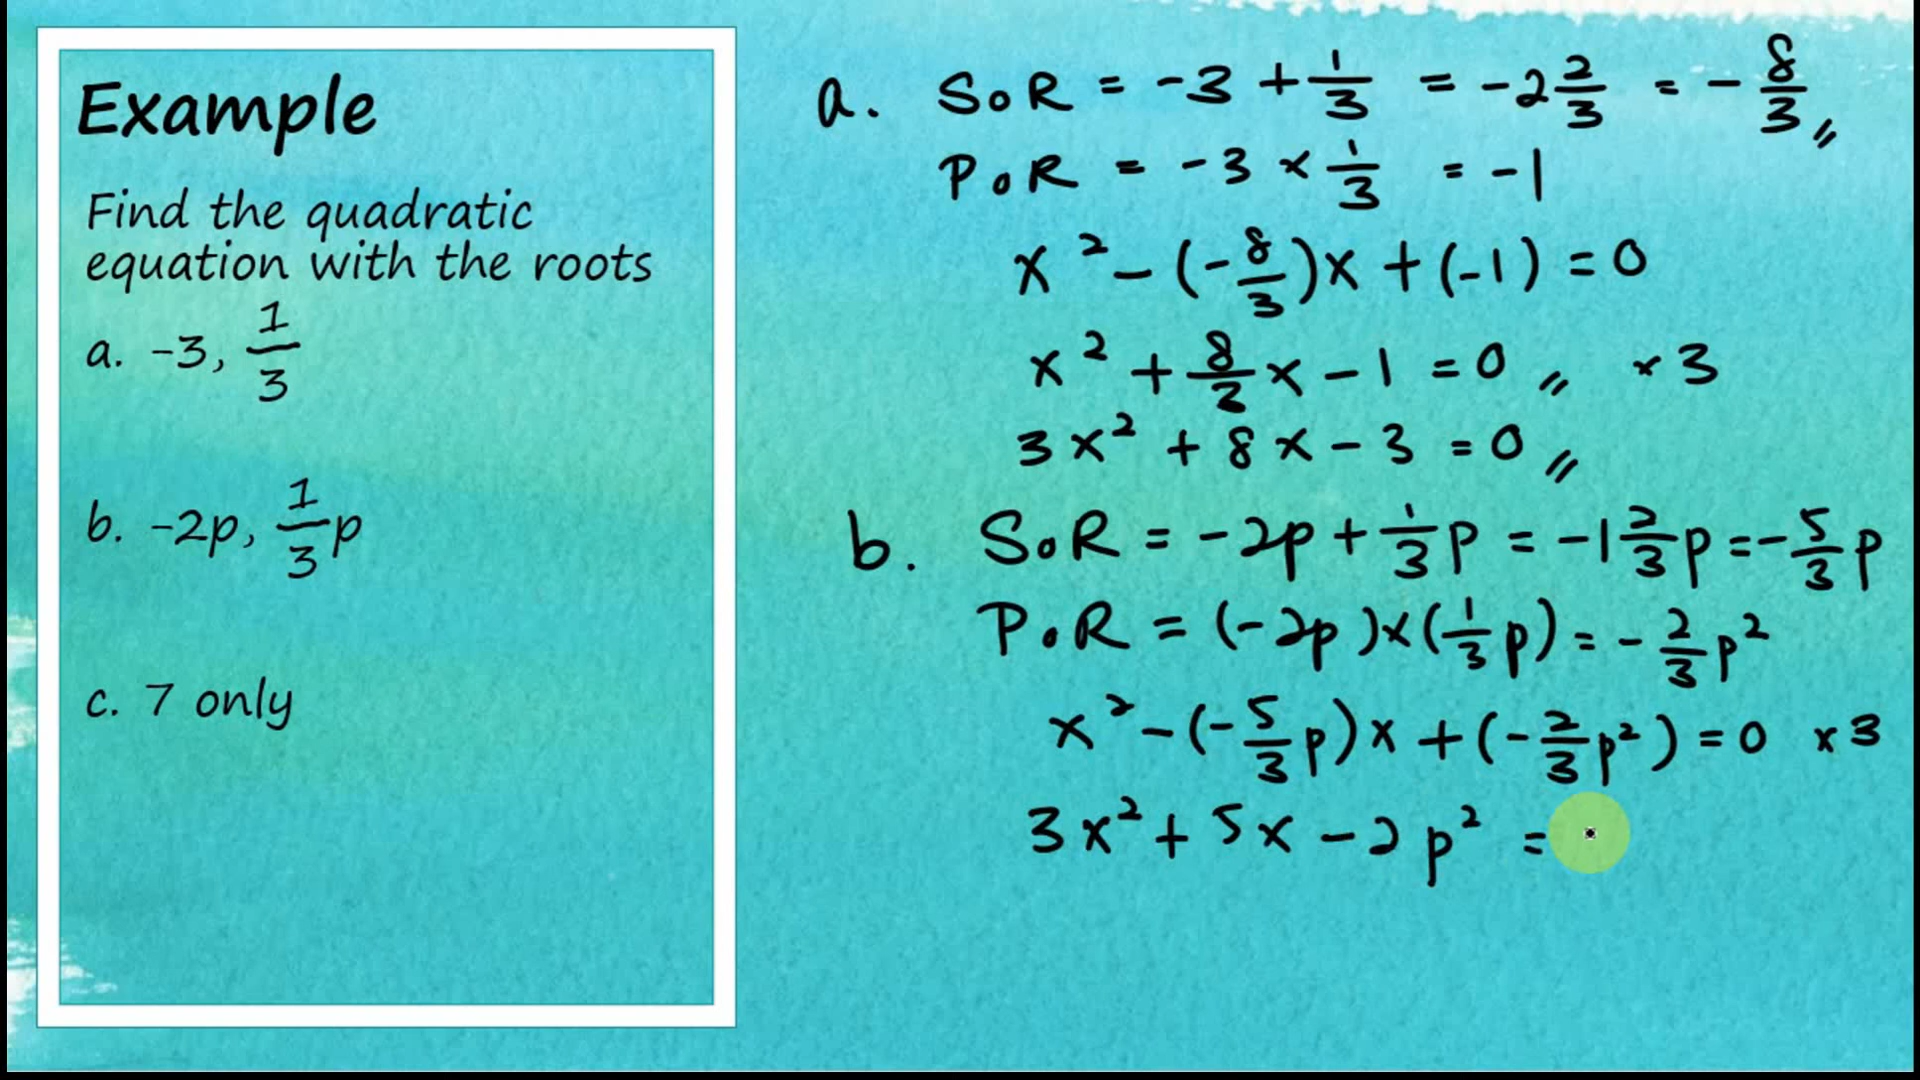 Example
Find the quadratic
equation with the roots
a. -3, 1/3
b. -2p, 1/3 p
c. 7 only
a. SoR = -3 + 1/3 = -2 2/3 = - 8/3 //
PoR = -3 × 1/3 = -1
x² - (- 8/3)x + (-1) = 0
x² + 8/2 x - 1 = 0 // × 3
3x² + 8x - 3 = 0 //
b. SoR = -2p + 1/3 p = -1 2/3 p = - 5/3 p
PoR = (-2p) × (1/3 p) = - 2/3 p²
x² - (- 5/3 p)x + (- 2/3 p²) = 0 × 3
3x² + 5x - 2p² =